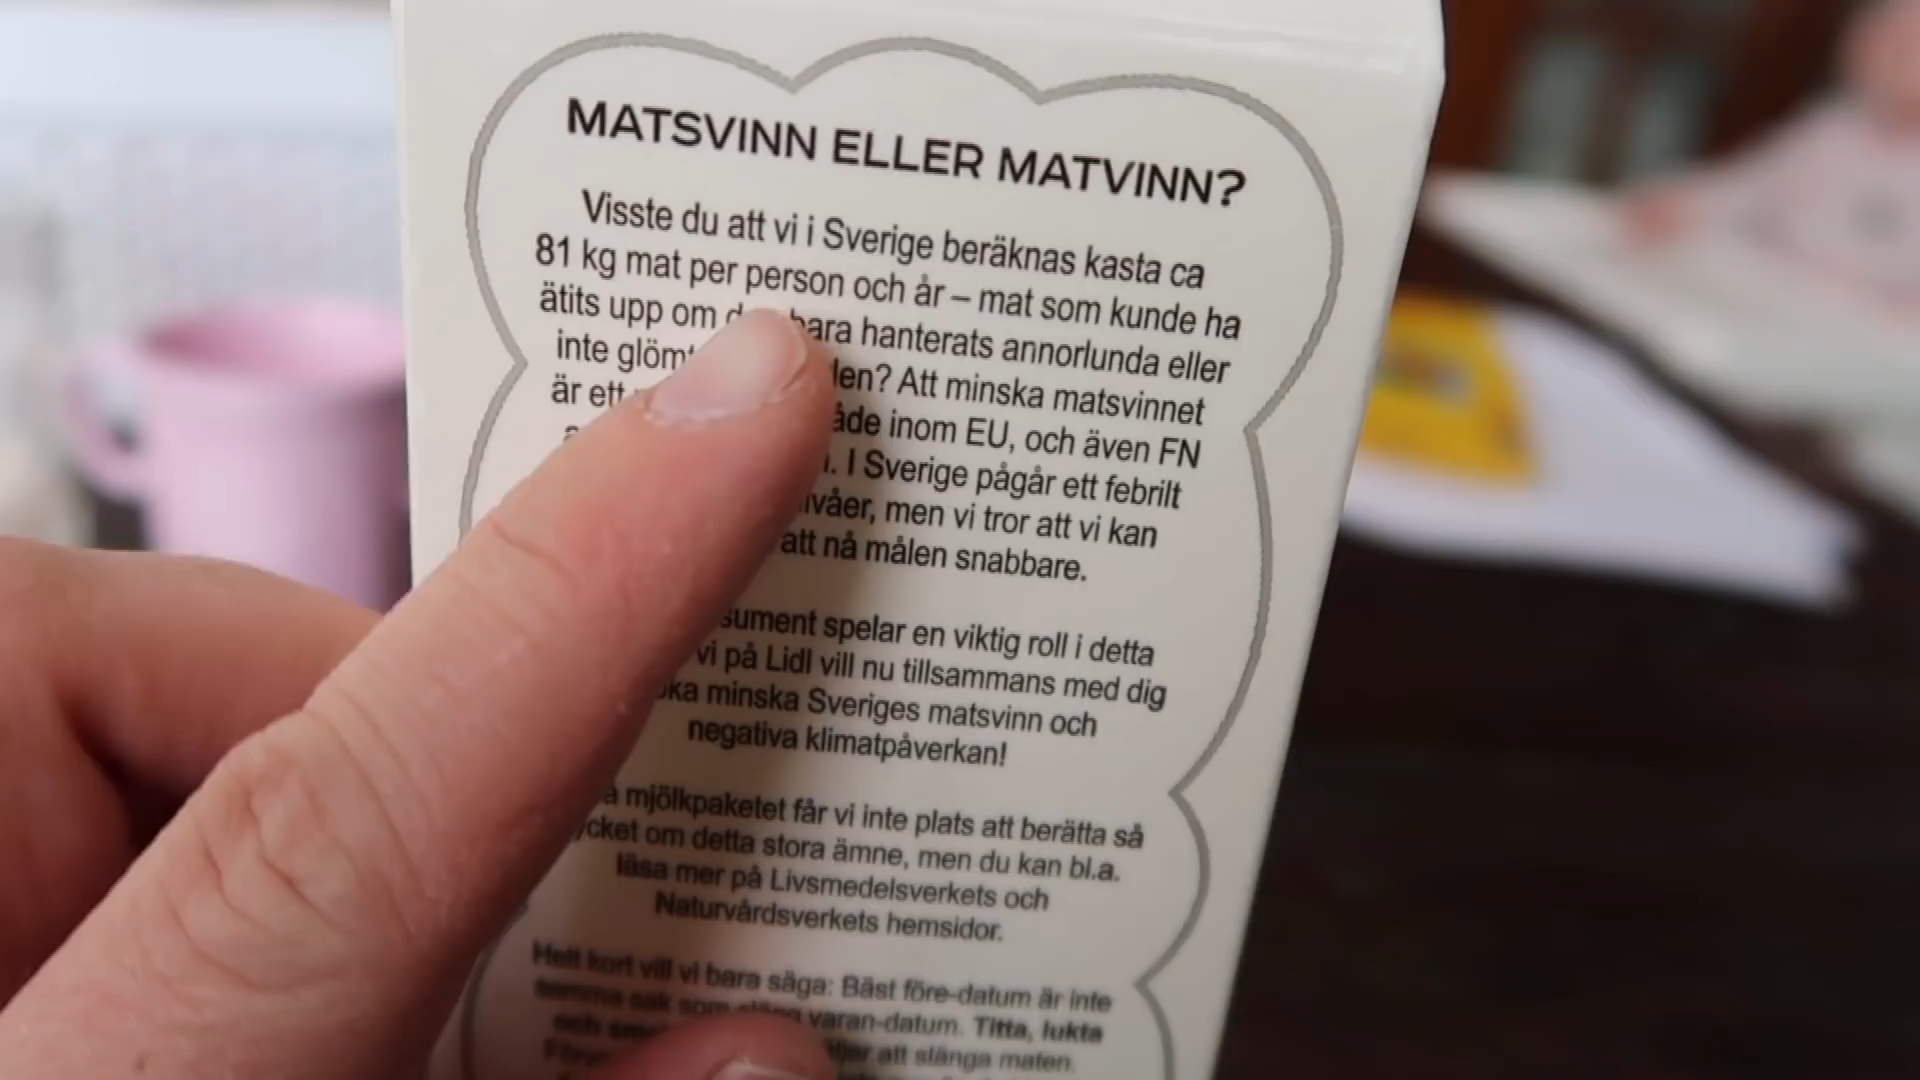 MATSVINN ELLER MATVINN?
Visste du att vi i Sverige beräknas kasta ca
81 kg mat per person och år – mat som kunde ha
ätits upp om bara hanterats annorlunda eller
inte Att minska matsvinnet
är ett inom EU, och även FN
I Sverige pågår ett febrilt
men vi tror att vi kan
att nå målen snabbare.
spelar en viktig roll i detta
vi på Lidl vill nu tillsammans med dig
minska Sveriges matsvinn och
negativa klimatpåverkan!
mjölkpaketet får vi inte plats att berätta så
om detta stora ämne, men du kan bl.a.
läsa mer på Livsmedelsverkets och
Naturvårdsverkets hemsidor.
Helt kort vill vi bara säga: Bäst före-datum är inte
samma sak som släng varan-datum. Titta, lukta
och att slänga maten.